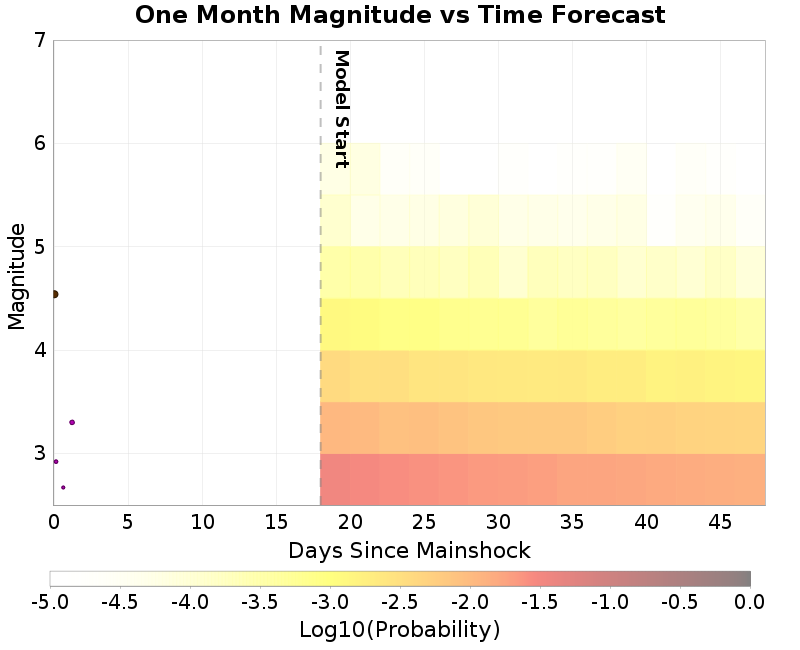 One Month Magnitude vs Time Forecast
7
6
5
4
3
Magnitude
Model Start
0 5 10 15 20 25 30 35 40 45
Days Since Mainshock
-5.0 -4.5 -4.0 -3.5 -3.0 -2.5 -2.0 -1.5 -1.0 -0.5 0.0
Log10(Probability)